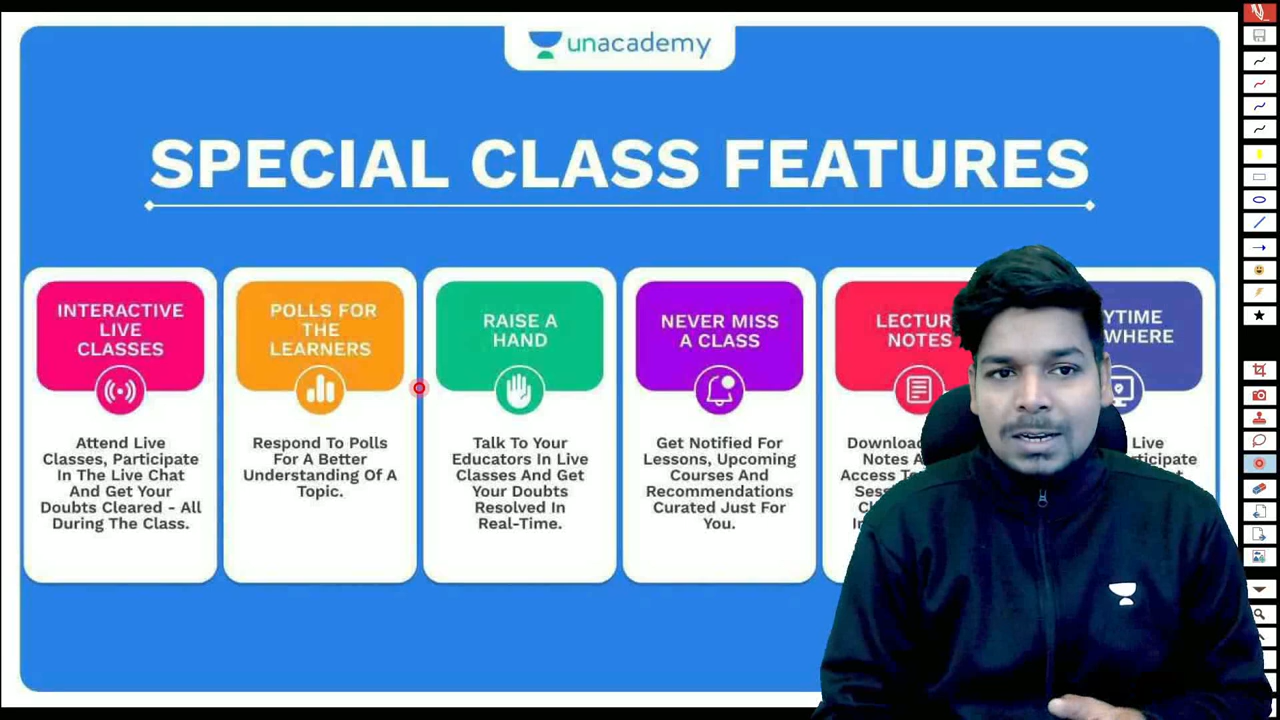 unacademy
SPECIAL CLASS FEATURES
INTERACTIVE
LIVE
CLASSES
Attend Live
Classes, Participate
In The Live Chat
And Get Your
Doubts Cleared - All
During The Class.
POLLS FOR
THE
LEARNERS
Respond To Polls
For A Better
Understanding Of A
Topic.
RAISE A
HAND
Talk To Your
Educators In Live
Classes And Get
Your Doubts
Resolved In
Real-Time.
NEVER MISS
A CLASS
Get Notified For
Lessons, Upcoming
Courses And
Recommendations
Curated Just For
You.
NOTES
Download
Notes
Access
Live